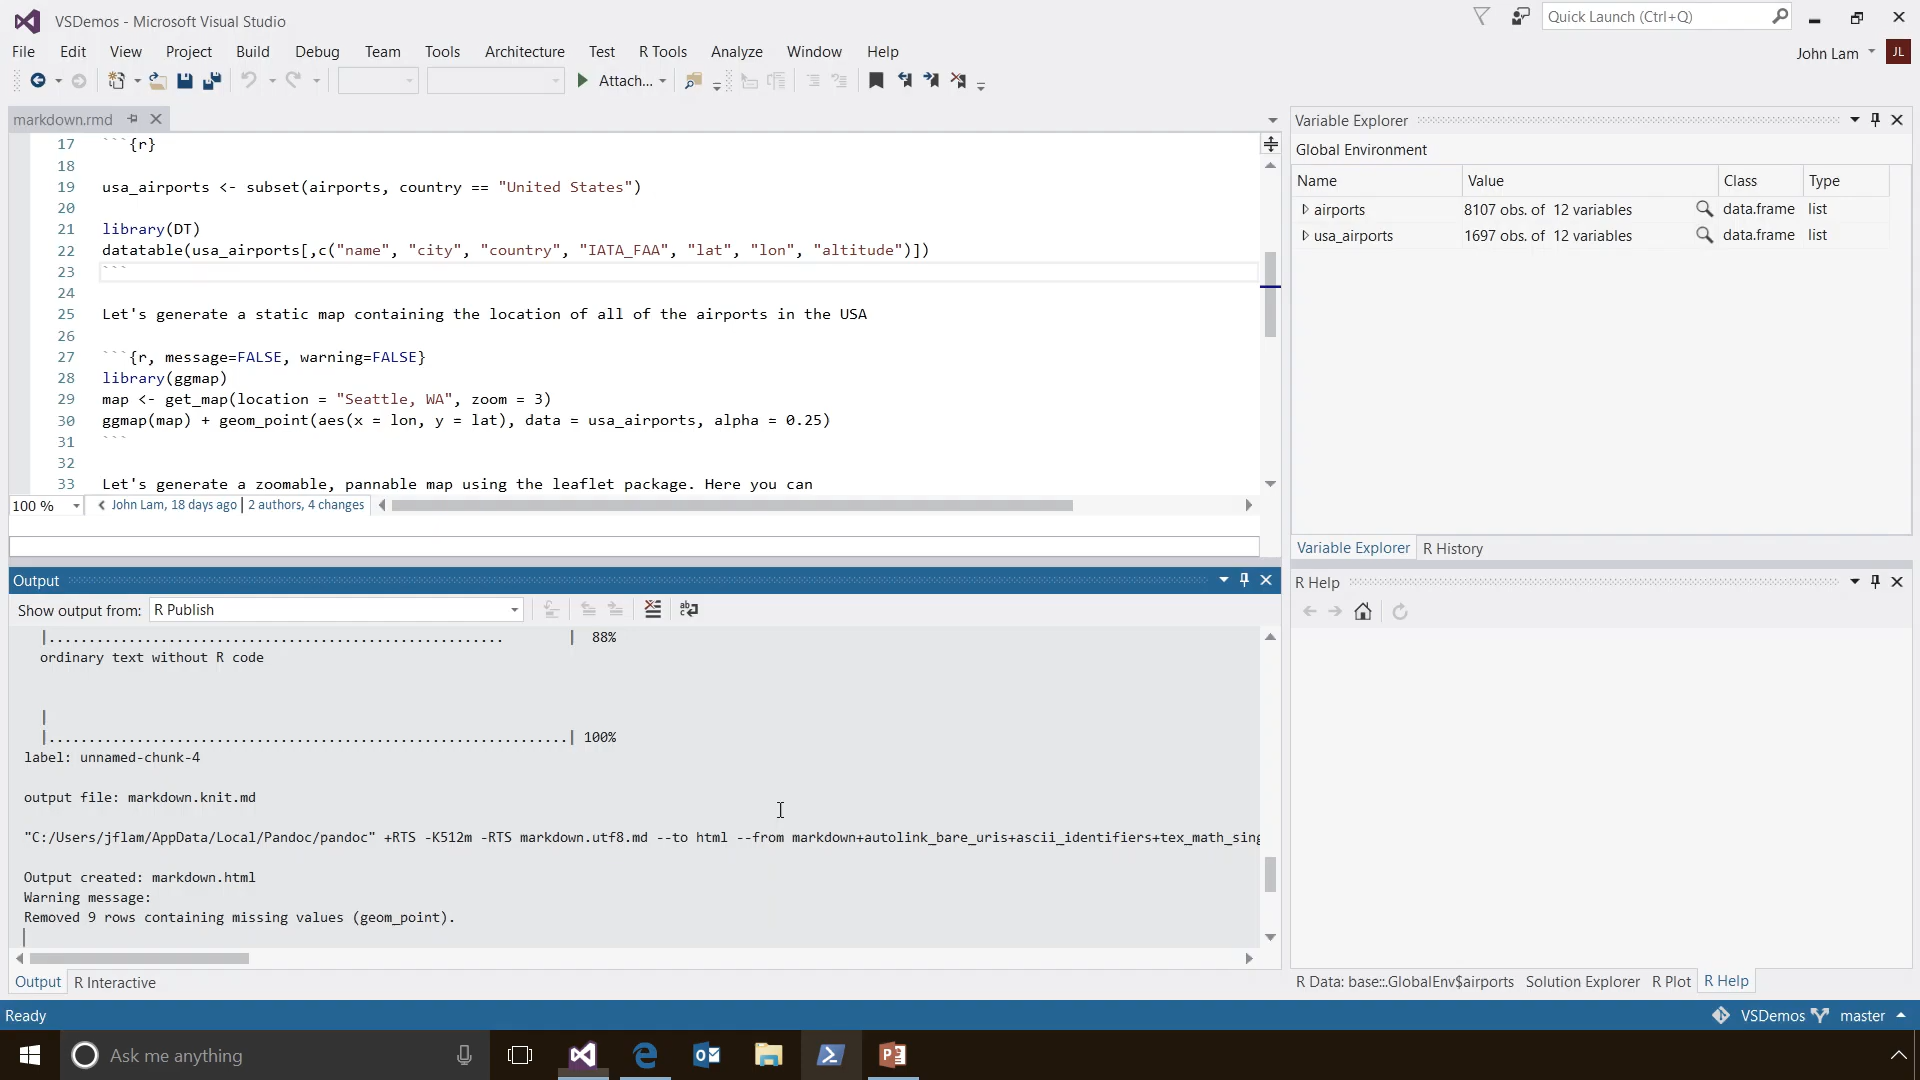 VSDemos - Microsoft Visual Studio
Quick Launch (Ctrl+Q)
File Edit View Project Build Debug Team Tools Architecture Test R Tools Analyze Window Help
John Lam JL
Attach...
markdown.rmd
17 ```{r}
18
19 usa_airports <- subset(airports, country == "United States")
20
21 library(DT)
22 datatable(usa_airports[,c("name", "city", "country", "IATA_FAA", "lat", "lon", "altitude")])
23 ```
24
25 Let's generate a static map containing the location of all of the airports in the USA
26
27 ```{r, message=FALSE, warning=FALSE}
28 library(ggmap)
29 map <- get_map(location = "Seattle, WA", zoom = 3)
30 ggmap(map) + geom_point(aes(x = lon, y = lat), data = usa_airports, alpha = 0.25)
31 ```
32
33 Let's generate a zoomable, pannable map using the leaflet package. Here you can
100 % John Lam, 18 days ago | 2 authors, 4 changes
Variable Explorer
Global Environment
Name Value Class Type
airports 8107 obs. of 12 variables data.frame list
usa_airports 1697 obs. of 12 variables data.frame list
Variable Explorer R History
Output
Show output from: R Publish
|......................................................... | 88%
ordinary text without R code
|
|.................................................................| 100%
label: unnamed-chunk-4
output file: markdown.knit.md
"C:/Users/jflam/AppData/Local/Pandoc/pandoc" +RTS -K512m -RTS markdown.utf8.md --to html --from markdown+autolink_bare_uris+ascii_identifiers+tex_math_sing
Output created: markdown.html
Warning message:
Removed 9 rows containing missing values (geom_point).
Output R Interactive
R Help
R Data: base::.GlobalEnv$airports Solution Explorer R Plot R Help
Ready
VSDemos master
Ask me anything